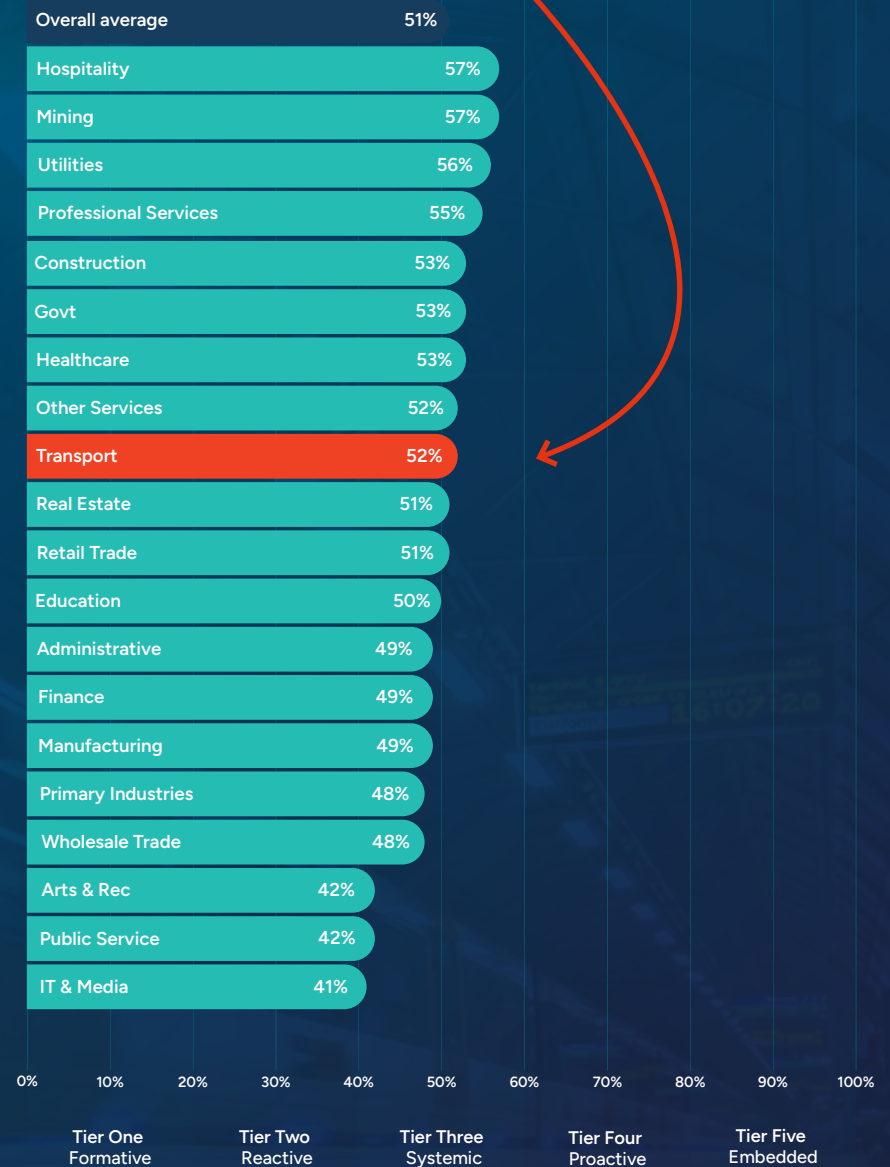 Overall average 51%
Hospitality 57%
Mining 57%
Utilities 56%
Professional Services 55%
Construction 53%
Govt 53%
Healthcare 53%
Other Services 52%
Transport 52%
Real Estate 51%
Retail Trade 51%
Education 50%
Administrative 49%
Finance 49%
Manufacturing 49%
Primary Industries 48%
Wholesale Trade 48%
Arts & Rec 42%
Public Service 42%
IT & Media 41%
0% 10% 20% 30% 40% 50% 60% 70% 80% 90% 100%
Tier One Tier Two Tier Three Tier Four Tier Five
Formative Reactive Systemic Proactive Embedded